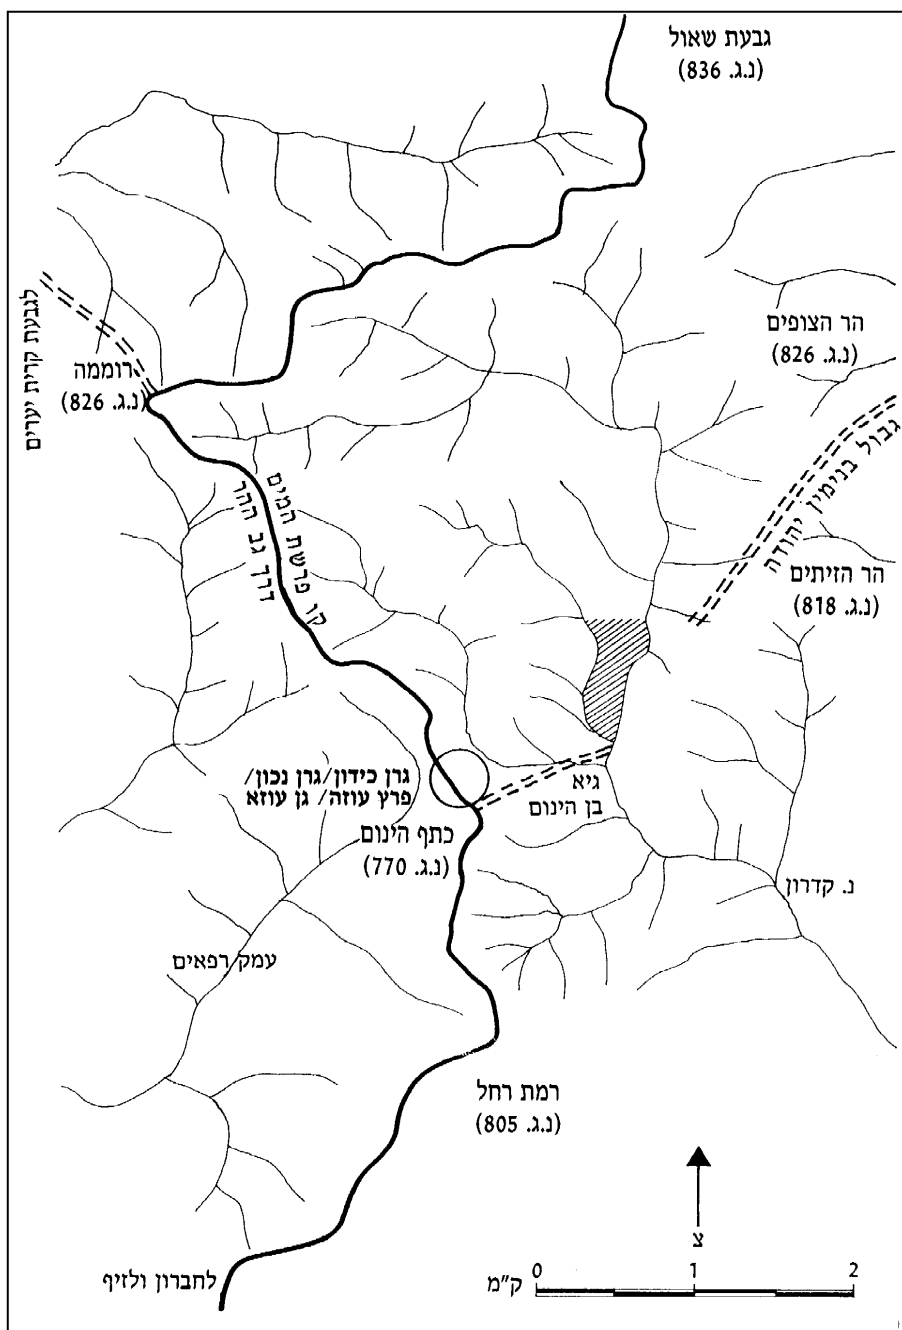 גבעת שאול
(נ.ג. 836)
הר הצופים
(נ.ג. 826)
לגבעת קרית יערים
רוממה
(נ.ג. 826)
גבול בנימין יהודה
קו פרשת המים
דרך גב ההר
הר הזיתים
(נ.ג. 818)
גרן כידון/גרן נכון/
פרץ עוזה/ גן עוזא
גיא
בן הינום
כתף הינום
(נ.ג. 770)
נ. קדרון
עמק רפאים
רמת רחל
(נ.ג. 805)
צ
לחברון ולזיף
ק"מ 0 1 2